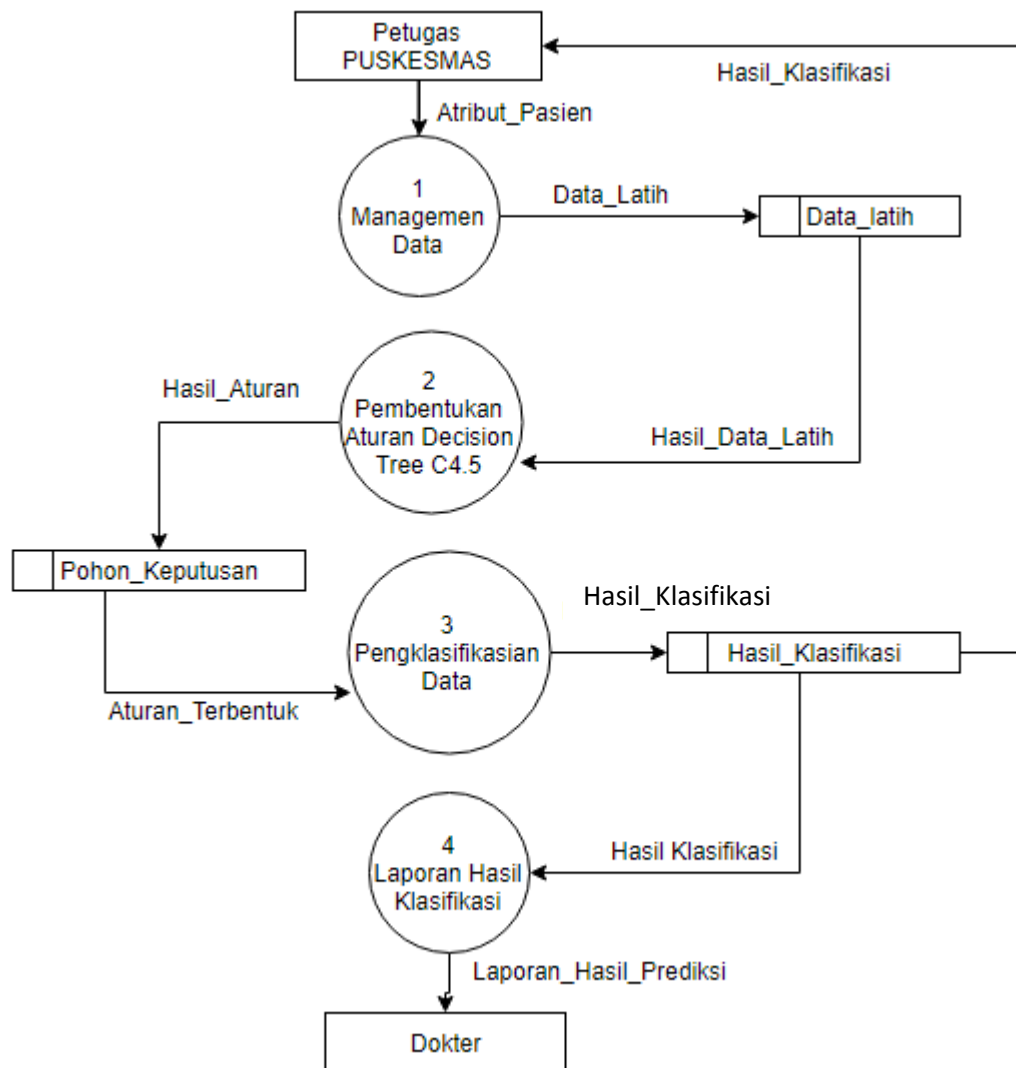 Petugas
PUSKESMAS
Hasil_Klasifikasi
Atribut_Pasien
1
Managemen
Data
Data_Latih
Data_latih
Hasil_Aturan
2
Pembentukan
Aturan Decision
Tree C4.5
Hasil_Data_Latih
Pohon_Keputusan
Hasil_Klasifikasi
3
Pengklasifikasian
Data
Hasil_Klasifikasi
Aturan_Terbentuk
4
Laporan Hasil
Klasifikasi
Hasil Klasifikasi
Laporan_Hasil_Prediksi
Dokter